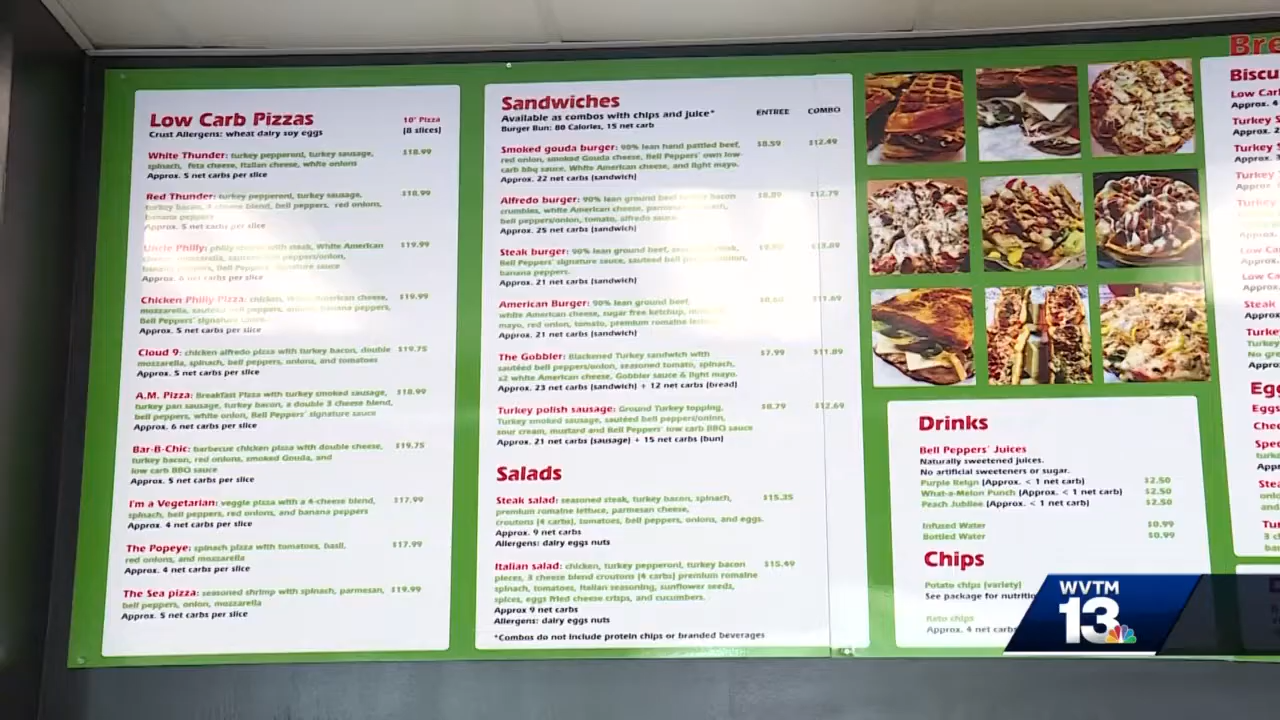 Low Carb Pizzas
10" Pizza
(8 slices)
Crust Allergens: wheat dairy soy eggs
White Thunder: turkey pepperoni, turkey sausage, $18.99
spinach, feta cheese, Italian cheese, white onions
Approx. 5 net carbs per slice
Red Thunder: turkey pepperoni, turkey sausage, $18.99
turkey bacon, 4 cheese blend, bell peppers, red onions,
banana peppers
Approx. 5 net carbs per slice
Uncle Philly: philly steak, White American $19.99
cheese, mozzarella, bell peppers/onion,
banana peppers, Bell Peppers' signature sauce
Approx. 6 net carbs per slice
Chicken Philly Pizza: chicken, White American cheese, $19.99
mozzarella, sautéed bell peppers, onions, banana peppers,
Bell Peppers' signature sauce
Approx. 5 net carbs per slice
Cloud 9: chicken alfredo pizza with turkey bacon, double $19.75
mozzarella, spinach, bell peppers, onions, and tomatoes
Approx. 5 net carbs per slice
A.M. Pizza: Breakfast Pizza with turkey smoked sausage, $18.99
turkey pan sausage, turkey bacon, a double 3 cheese blend,
bell peppers, white onion, Bell Peppers' signature sauce
Approx. 6 net carbs per slice
Bar-B-Chic: barbecue chicken pizza with double cheese, $19.75
turkey bacon, red onions, smoked Gouda, and
low carb BBQ sauce
Approx. 5 net carbs per slice
I'm a Vegetarian: veggie pizza with a 4-cheese blend, $17.99
spinach, bell peppers, red onions, and banana peppers
Approx. 4 net carbs per slice
The Popeye: spinach pizza with tomatoes, basil, $17.99
red onions, and mozzarella
Approx. 4 net carbs per slice
The Sea pizza: seasoned shrimp with spinach, parmesan, $19.99
bell peppers, onion, mozzarella
Approx. 5 net carbs per slice
Sandwiches
Available as combos with chips and juice*
ENTREE COMBO
Burger Bun: 80 Calories, 15 net carb
Smoked gouda burger: 90% lean hand pattied beef, $8.59 $12.49
red onion, smoked Gouda cheese, Bell Peppers' own low-
carb bbq sauce, White American cheese, and light mayo.
Approx. 22 net carbs (sandwich)
Alfredo burger: 90% lean ground beef, turkey bacon $8.89 $12.79
crumbles, white American cheese, parmesan, spinach,
bell peppers/onion, tomato, alfredo sauce
Approx. 25 net carbs (sandwich)
Steak burger: 90% lean ground beef,
Bell Peppers' signature sauce, sautéed bell peppers/onion,
banana peppers.
Approx. 21 net carbs (sandwich)
American Burger: 90% lean ground beef, $11.69
white American cheese, sugar free ketchup,
mayo, red onion, tomato, premium romaine lettuce
Approx. 21 net carbs (sandwich)
The Gobbler: Blackened Turkey sandwich with $7.99 $11.89
sautéed bell peppers/onion, seasoned tomato, spinach,
x2 white American cheese, Gobbler sauce & light mayo.
Approx. 23 net carbs (sandwich) + 12 net carbs (bread)
Turkey polish sausage: Ground Turkey topping, $8.79 $12.69
Turkey smoked sausage, sautéed bell peppers/onion,
sour cream, mustard and Bell Peppers' low carb BBQ sauce
Approx. 21 net carbs (sausage) + 15 net carbs (bun)
Salads
Steak salad: seasoned steak, turkey bacon, spinach, $15.25
premium romaine lettuce, parmesan cheese,
croutons (4 carbs), tomatoes, bell peppers, onions, and eggs.
Approx. 9 net carbs
Allergens: dairy eggs nuts
Italian salad: chicken, turkey pepperoni, turkey bacon $15.49
pieces, 3 cheese blend croutons (4 carbs) premium romaine
spinach, tomatoes, Italian seasoning, sunflower seeds,
spices, eggs fried cheese crisps, and cucumbers.
Approx 9 net carbs
Allergens: dairy eggs nuts
*Combos do not include protein chips or branded beverages
Drinks
Bell Peppers' Juices
Naturally sweetened juices.
No artificial sweeteners or sugar.
Purple Reign (Approx. < 1 net carb) $2.50
What-a-Melon Punch (Approx. < 1 net carb) $2.50
Peach Jubilee (Approx. < 1 net carb) $2.50
Infused Water $0.99
Bottled Water $0.99
Chips
Potato chips (variety)
See package for nutritio
Keto chips
Approx. 4 net carbs
Bre
Biscu
Low Car
Approx. 4
Turkey S
Approx. 2
Turkey S
Approx.
Turkey
Approx.
Turkey
Low Ca
Approx.
Low Ca
Approx.
Steak
Approx
Turke
Turkey
No gre
Approx.
Egg
Eggs
Chee
Spec
turke
App
Stea
onio
and
Tur
3 c
WVTM
13